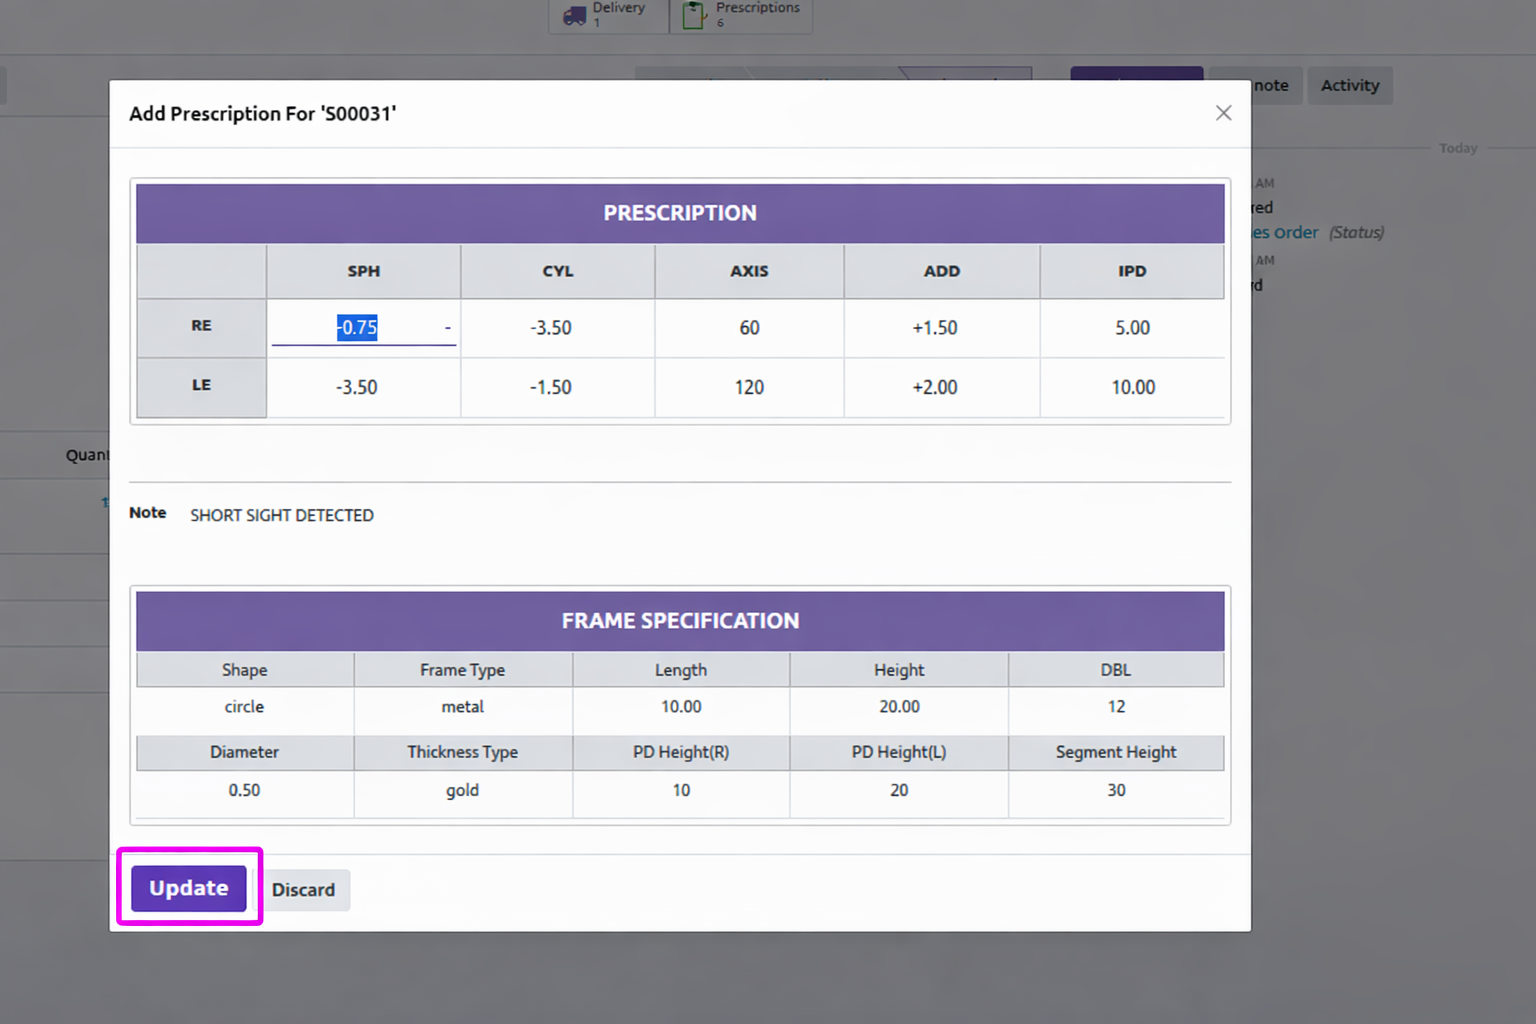 Delivery
1
Prescriptions
6
note
Activity
Add Prescription For 'S00031'
Today
AM
PRESCRIPTION
SPH CYL AXIS ADD IPD
es Order (Status)
AM
RE -0.75 - -3.50 60 +1.50 5.00
LE -3.50 -1.50 120 +2.00 10.00
Note SHORT SIGHT DETECTED
FRAME SPECIFICATION
Shape Frame Type Length Height DBL
circle metal 10.00 20.00 12
Diameter Thickness Type PD Height(R) PD Height(L) Segment Height
0.50 gold 10 20 30
Update Discard